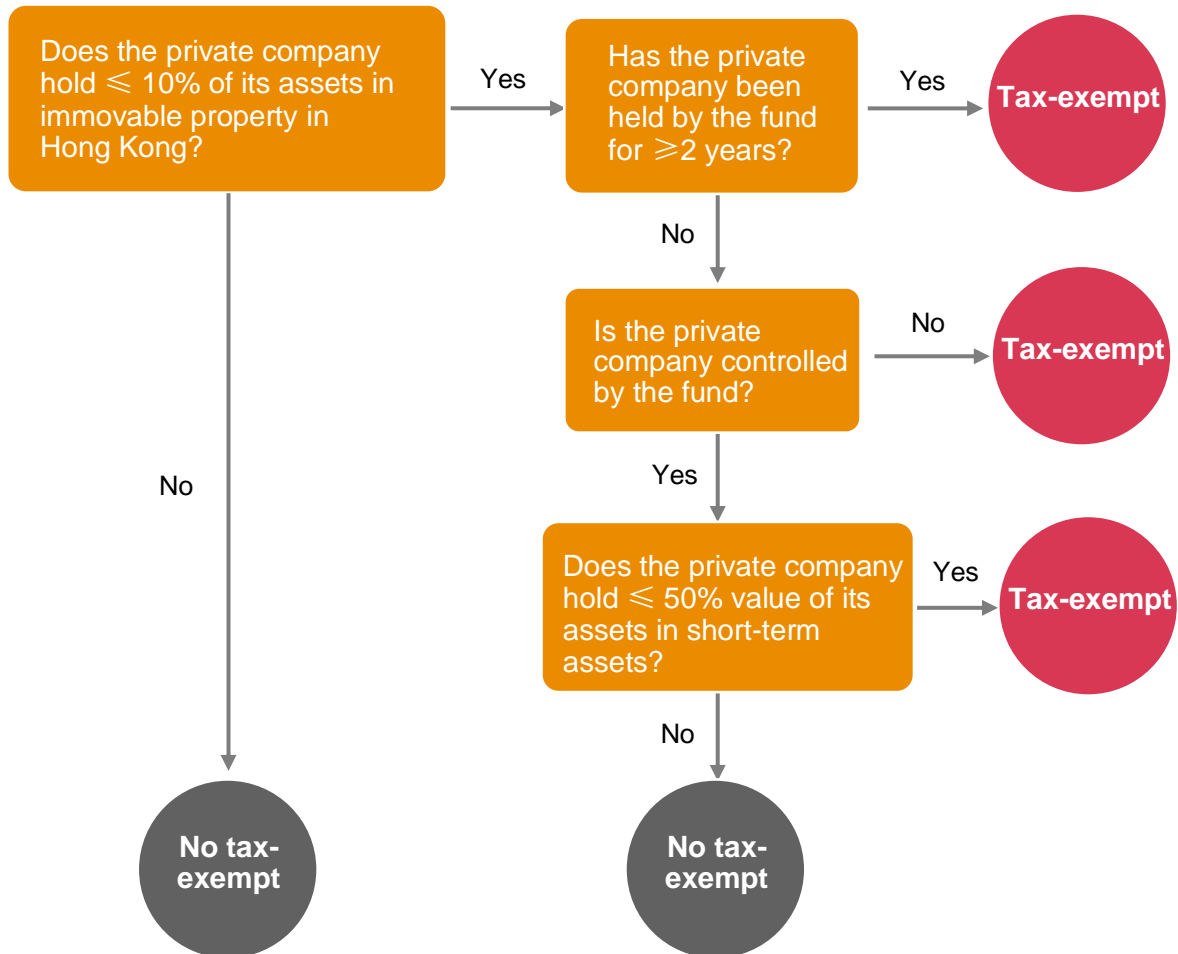 Does the private company
hold ≤ 10% of its assets in
immovable property in
Hong Kong?
Yes
Has the private
company been
held by the fund
for ≥2 years?
Yes
Tax-exempt
No
Is the private
company controlled
by the fund?
No
Tax-exempt
No
Yes
Does the private company
hold ≤ 50% value of its
assets in short-term
assets?
Yes
Tax-exempt
No
No tax-
exempt
No tax-
exempt